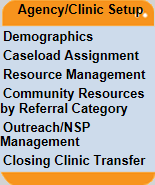 Agency/Clinic Setup
Demographics
Caseload Assignment
Resource Management
Community Resources
by Referral Category
Outreach/NSP
Management
Closing Clinic Transfer